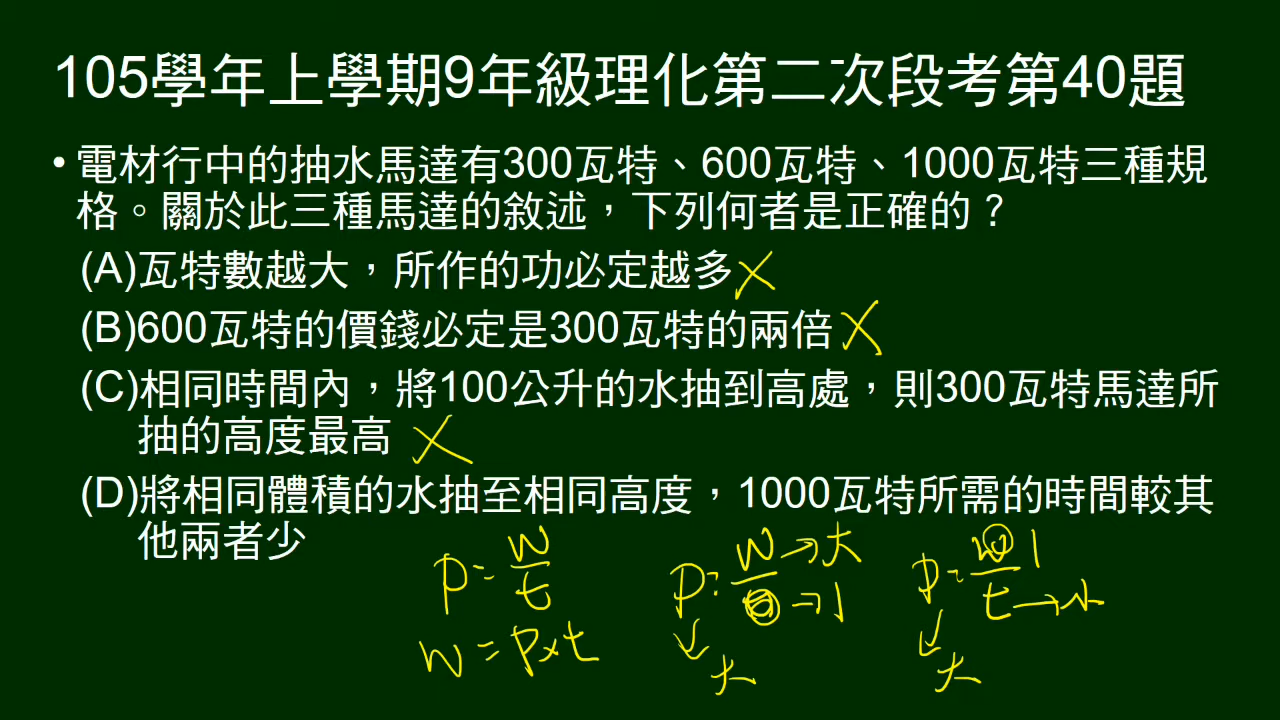 105學年上學期9年級理化第二次段考第40題
•電材行中的抽水馬達有300瓦特、600瓦特、1000瓦特三種規
格。關於此三種馬達的敘述，下列何者是正確的？
(A)瓦特數越大，所作的功必定越多
(B)600瓦特的價錢必定是300瓦特的兩倍
(C)相同時間內，將100公升的水抽到高處，則300瓦特馬達所
抽的高度最高
(D)將相同體積的水抽至相同高度，1000瓦特所需的時間較其
他兩者少
P=W/t
W=P×t
P=W→大
→1
大
P=W 1
t→小
大